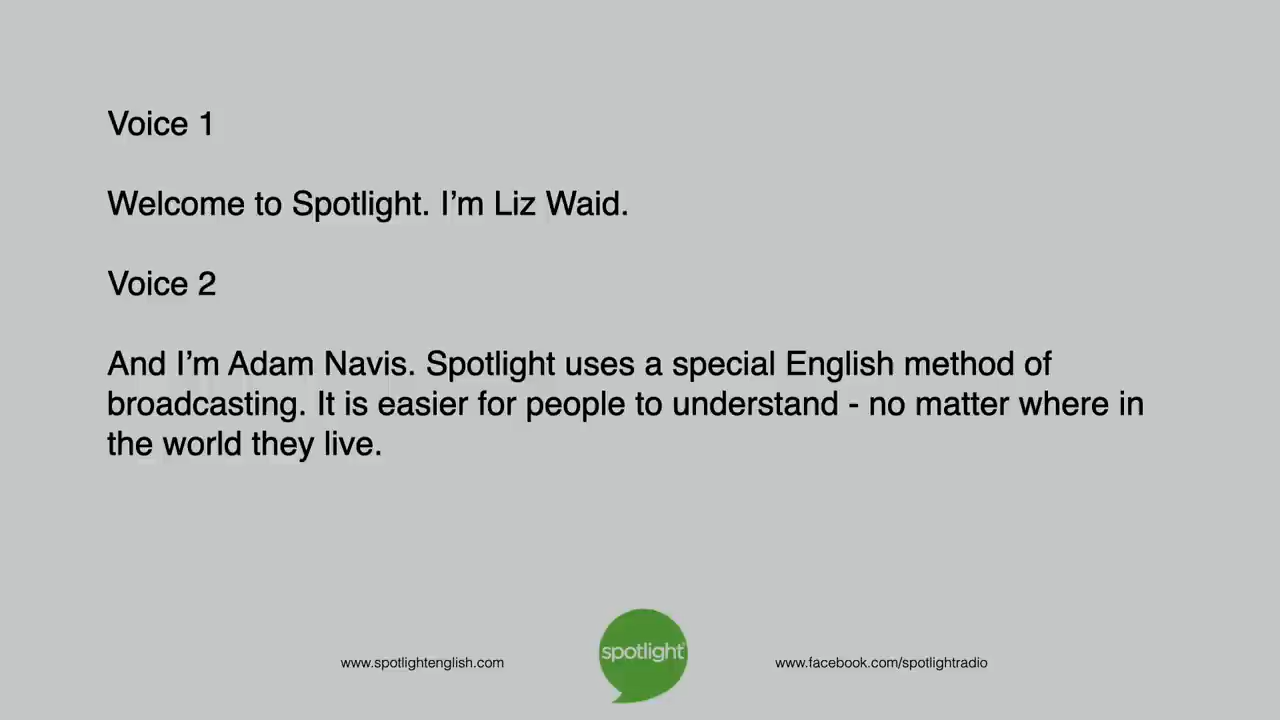 Voice 1
Welcome to Spotlight. I’m Liz Waid.
Voice 2
And I’m Adam Navis. Spotlight uses a special English method of
broadcasting. It is easier for people to understand - no matter where in
the world they live.
www.spotlightenglish.com
spotlight
www.facebook.com/spotlightradio